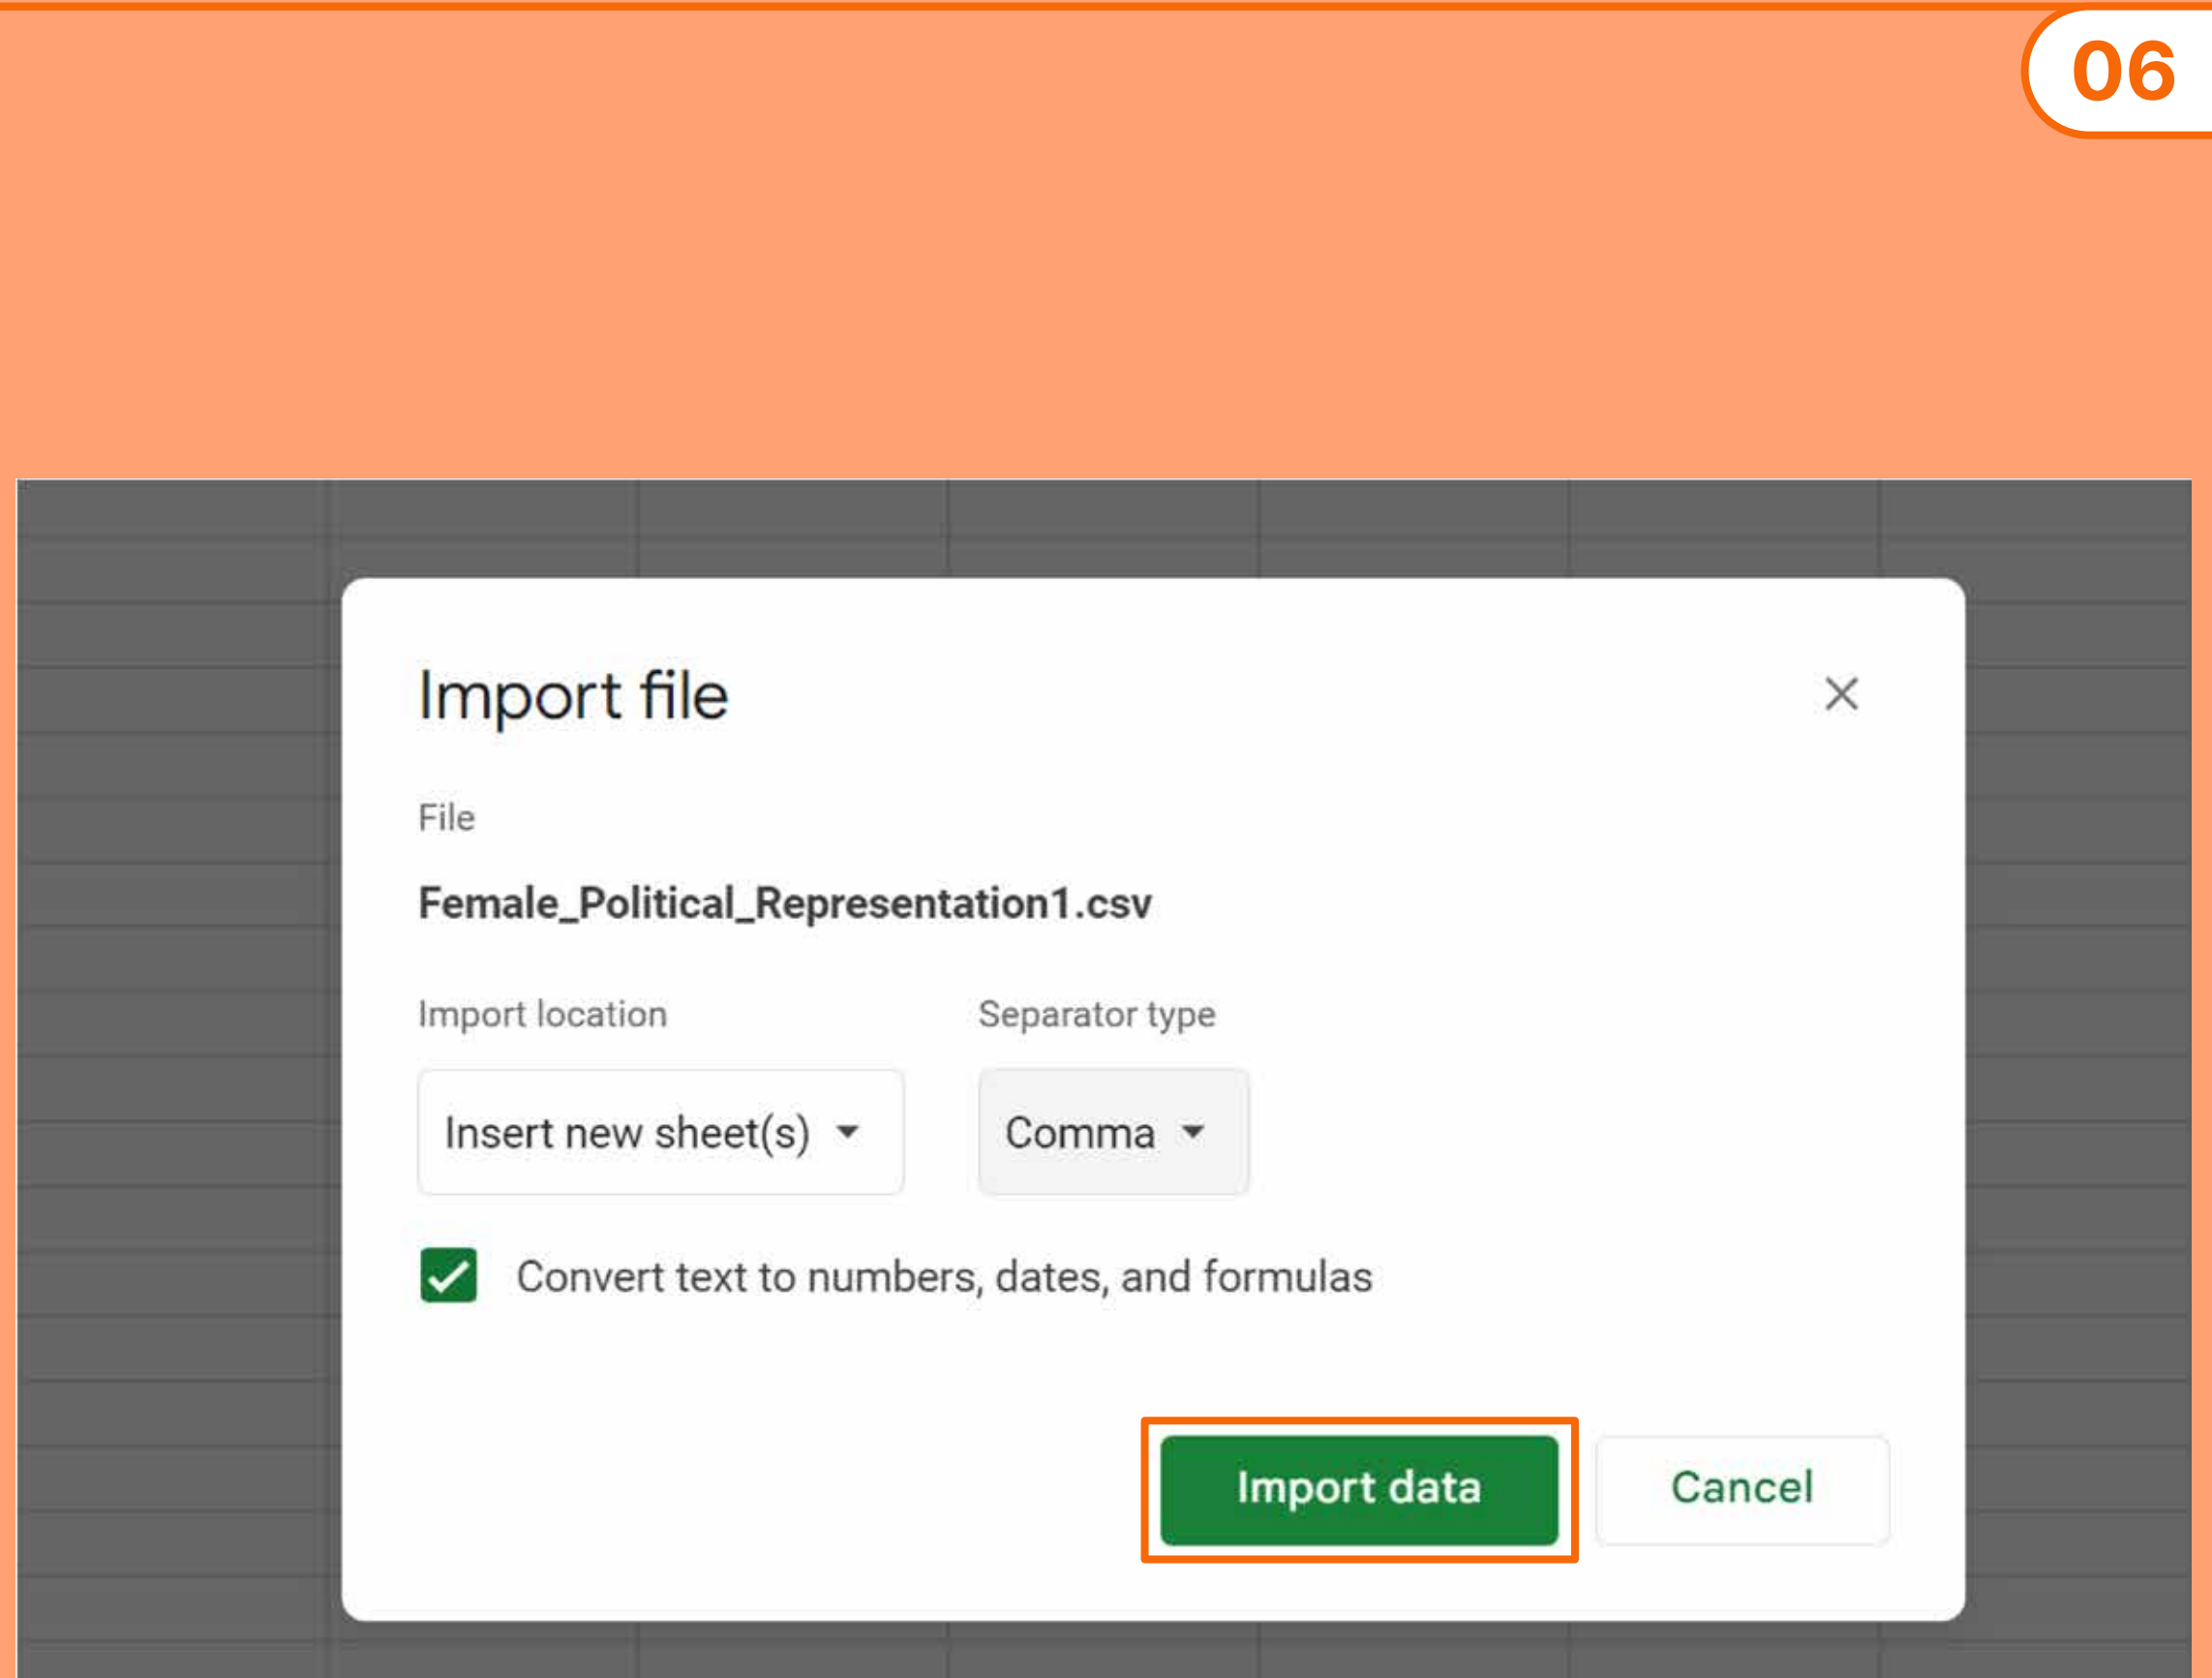 06
Import file
File
Female_Political_Representation1.csv
Import location Separator type
Insert new sheet(s) Comma
Convert text to numbers, dates, and formulas
Import data Cancel